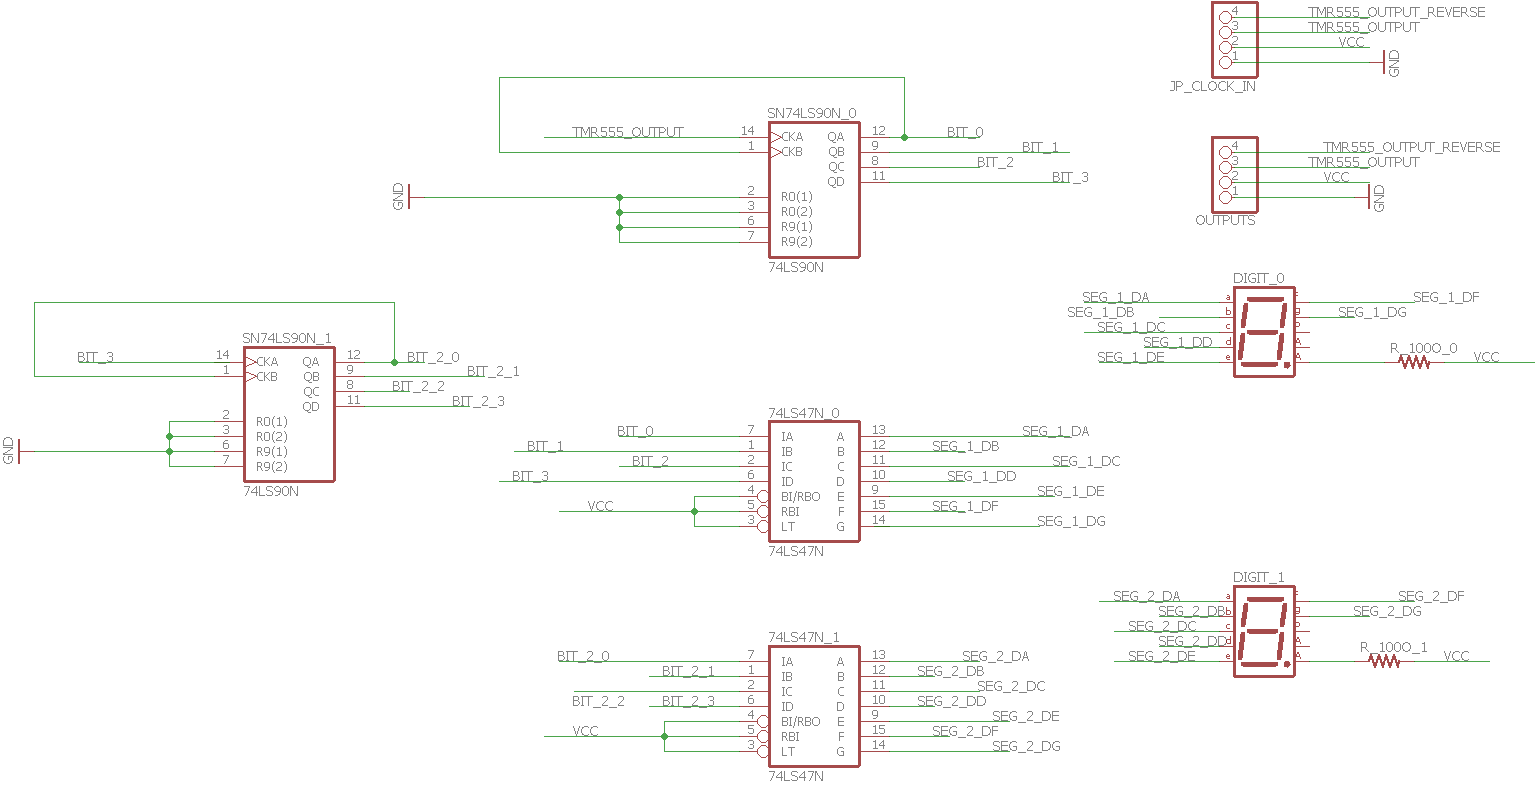 4 TMR555_OUTPUT_REVERSE
3 TMR555_OUTPUT
2 VCC
1 GND
JP_CLOCK_IN
SN74LS90N_0
TMR555_OUTPUT 14 CKA QA 12 BIT_0
1 CKB QB 9 BIT_1
QC 8 BIT_2
QD 11 BIT_3
GND 2 R0(1)
3 R0(2)
6 R9(1)
7 R9(2)
74LS90N
4 TMR555_OUTPUT_REVERSE
3 TMR555_OUTPUT
2 VCC
1 GND
OUTPUTS
DIGIT_0
SEG_1_DA a SEG_1_DF
SEG_1_DB b g SEG_1_DG
SEG_1_DC c P
SEG_1_DD d A
SEG_1_DE e A R_100O_0 VCC
SN74LS90N_1
BIT_3 14 CKA QA 12 BIT_2_0
1 CKB QB 9 BIT_2_1
QC 8 BIT_2_2
QD 11 BIT_2_3
2 R0(1)
3 R0(2)
GND 6 R9(1)
7 R9(2)
74LS90N
74LS47N_0
BIT_0 7 IA A 13 SEG_1_DA
BIT_1 1 IB B 12 SEG_1_DB
BIT_2 2 IC C 11 SEG_1_DC
BIT_3 6 ID D 10 SEG_1_DD
4 BI/RBO E 9 SEG_1_DE
VCC 5 RBI F 15 SEG_1_DF
3 LT G 14 SEG_1_DG
74LS47N
DIGIT_1
SEG_2_DA a SEG_2_DF
SEG_2_DB b g SEG_2_DG
SEG_2_DC c P
SEG_2_DD d A
SEG_2_DE e A R_100O_1 VCC
74LS47N_1
BIT_2_0 7 IA A 13 SEG_2_DA
BIT_2_1 1 IB B 12 SEG_2_DB
BIT_2_2 2 IC C 11 SEG_2_DC
BIT_2_3 6 ID D 10 SEG_2_DD
4 BI/RBO E 9 SEG_2_DE
VCC 5 RBI F 15 SEG_2_DF
3 LT G 14 SEG_2_DG
74LS47N